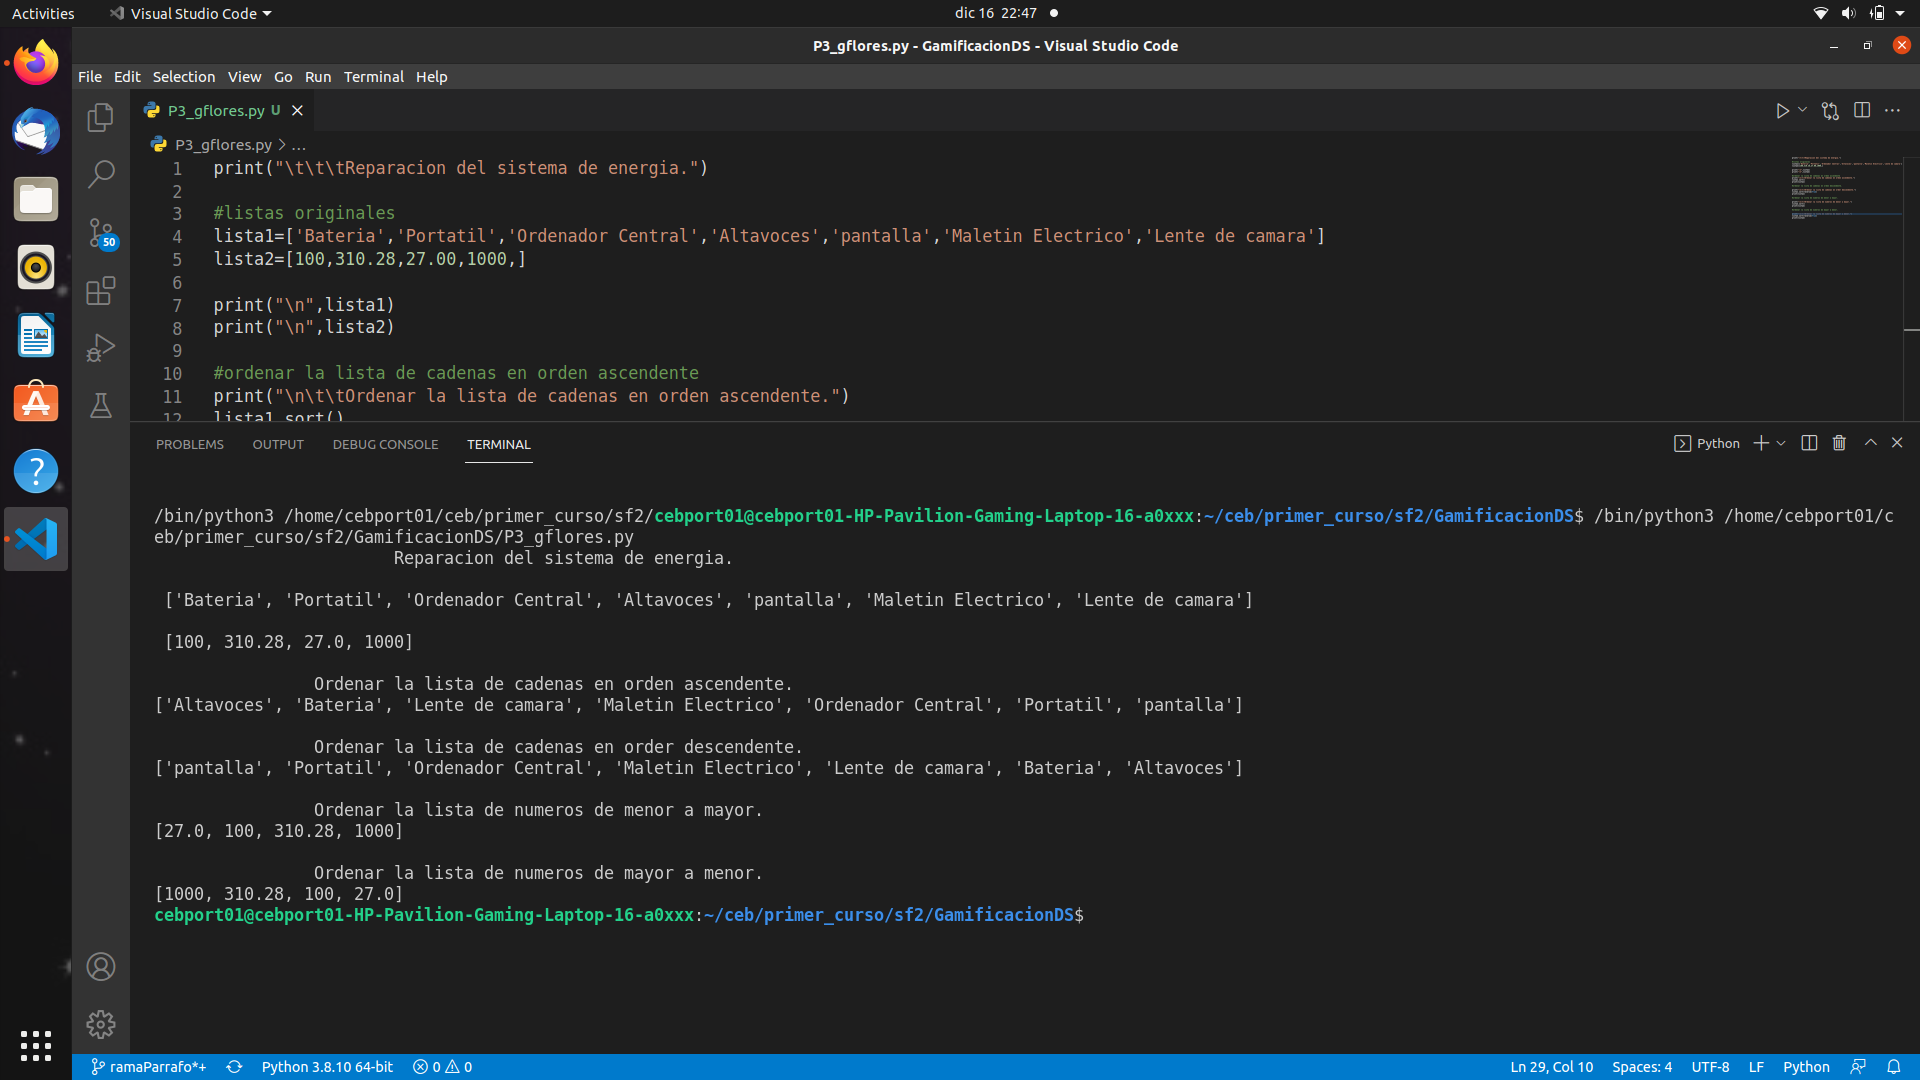 Activities Visual Studio Code dic 16 22:47
P3_gflores.py - GamificacionDS - Visual Studio Code
File Edit Selection View Go Run Terminal Help
P3_gflores.py U
P3_gflores.py > ...
1 print("\t\t\tReparacion del sistema de energia.")
2
3 #listas originales
4 lista1=['Bateria','Portatil','Ordenador Central','Altavoces','pantalla','Maletin Electrico','Lente de camara']
5 lista2=[100,310.28,27.00,1000,]
6
7 print("\n",lista1)
8 print("\n",lista2)
9
10 #ordenar la lista de cadenas en orden ascendente
11 print("\n\t\tOrdenar la lista de cadenas en orden ascendente.")
12 lista1.sort()
50
PROBLEMS OUTPUT DEBUG CONSOLE TERMINAL Python
/bin/python3 /home/cebport01/ceb/primer_curso/sf2/cebport01@cebport01-HP-Pavilion-Gaming-Laptop-16-a0xxx:~/ceb/primer_curso/sf2/GamificacionDS$ /bin/python3 /home/cebport01/c
eb/primer_curso/sf2/GamificacionDS/P3_gflores.py
Reparacion del sistema de energia.
['Bateria', 'Portatil', 'Ordenador Central', 'Altavoces', 'pantalla', 'Maletin Electrico', 'Lente de camara']
[100, 310.28, 27.0, 1000]
Ordenar la lista de cadenas en orden ascendente.
['Altavoces', 'Bateria', 'Lente de camara', 'Maletin Electrico', 'Ordenador Central', 'Portatil', 'pantalla']
Ordenar la lista de cadenas en order descendente.
['pantalla', 'Portatil', 'Ordenador Central', 'Maletin Electrico', 'Lente de camara', 'Bateria', 'Altavoces']
Ordenar la lista de numeros de menor a mayor.
[27.0, 100, 310.28, 1000]
Ordenar la lista de numeros de mayor a menor.
[1000, 310.28, 100, 27.0]
cebport01@cebport01-HP-Pavilion-Gaming-Laptop-16-a0xxx:~/ceb/primer_curso/sf2/GamificacionDS$
ramaParrafo*+ Python 3.8.10 64-bit 0 0 Ln 29, Col 10 Spaces: 4 UTF-8 LF Python